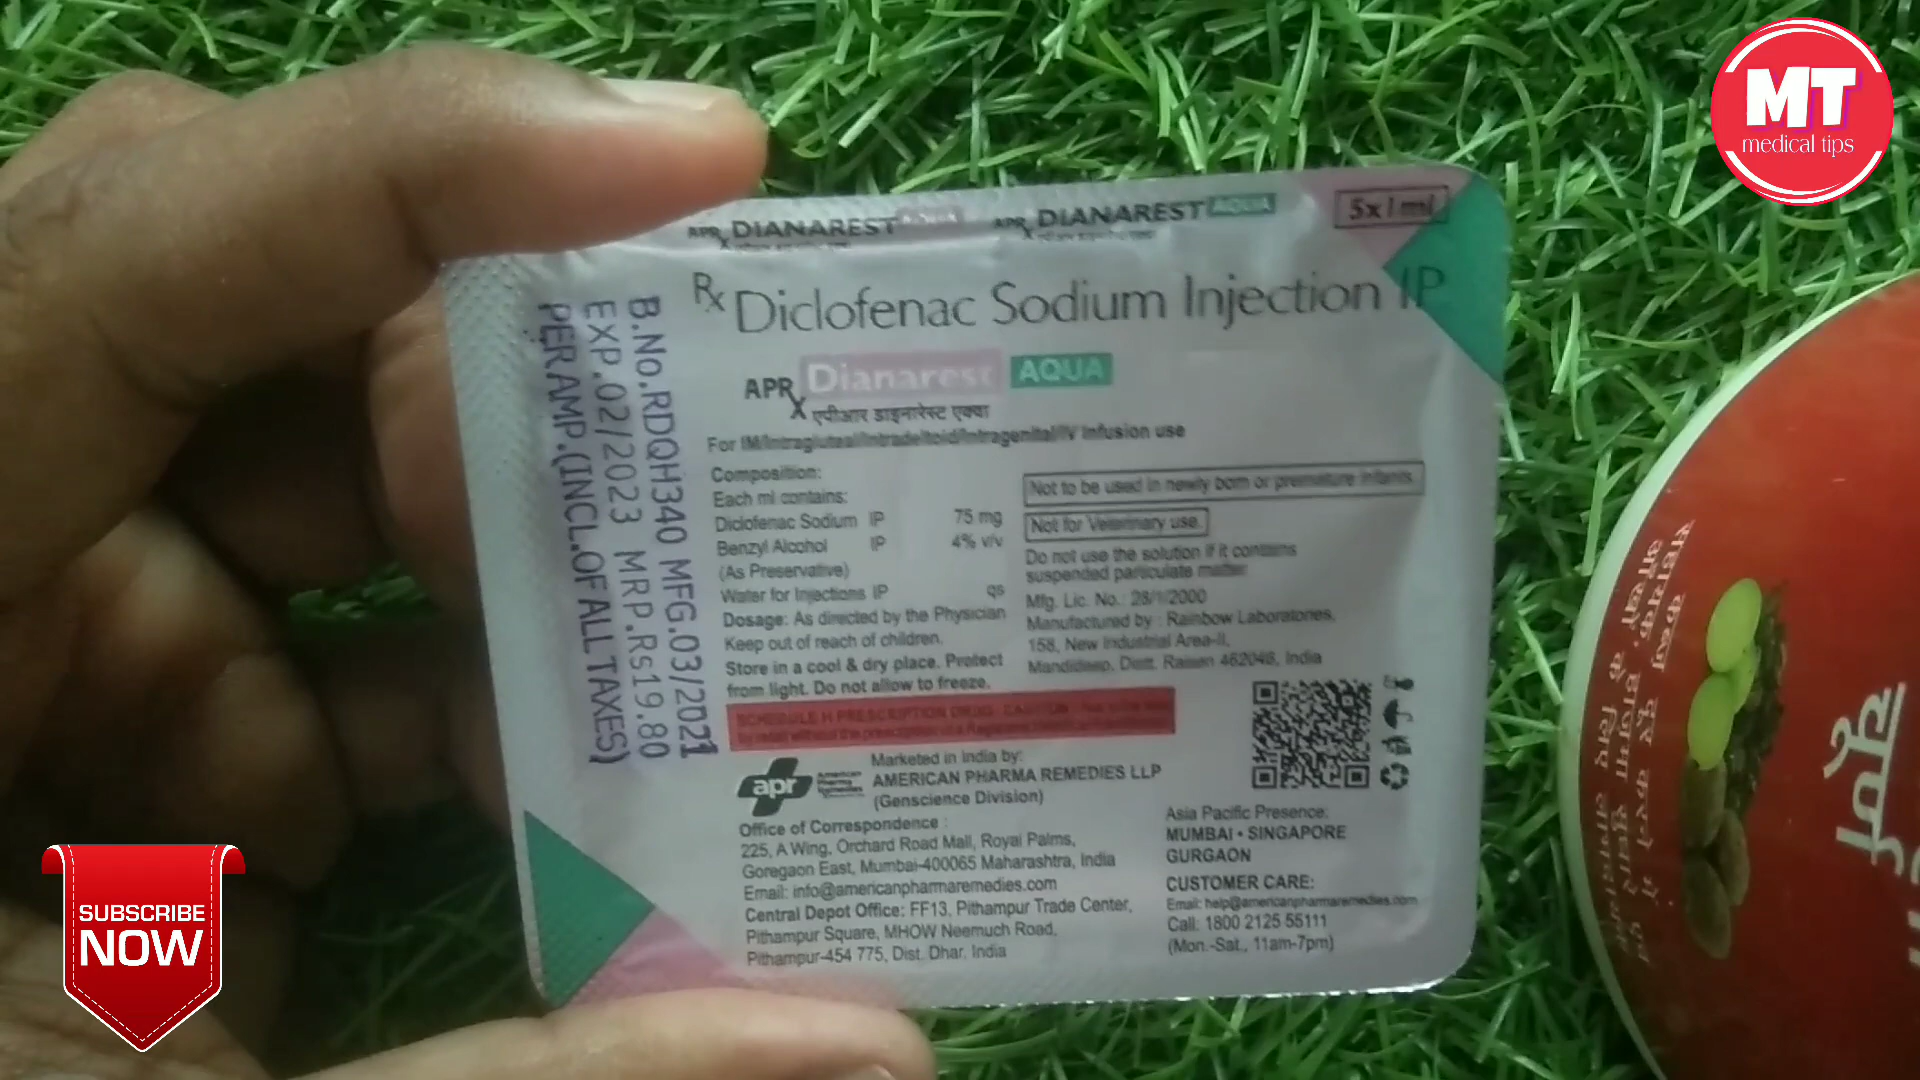 MT
medical tips
APRx DIANAREST AQUA APRx DIANAREST AQUA 5x1ml
Rx Diclofenac Sodium Injection IP
APRx Dianarest AQUA
एपीआर डाइनारेस्ट एक्वा
For IM/Intragluteal/Intradeltoid/Intragenital/IV Infusion use
Composition:
Each ml contains:
Diclofenac Sodium IP 75 mg
Benzyl Alcohol IP 4% v/v
(As Preservative)
Water for Injections IP qs
Dosage: As directed by the Physician
Keep out of reach of children.
Store in a cool & dry place. Protect
from light. Do not allow to freeze.
Not to be used in newly born or premature infants.
Not for Veterinary use.
Do not use the solution if it contains
suspended particulate matter
Mfg. Lic. No.: 28/1/2000
Manufactured by : Rainbow Laboratories,
158, New Industrial Area-II,
Mandideep, Distt. Raisen 462046, India
SCHEDULE H PRESCRIPTION DRUG- CAUTION
B.No.RDQH340 MFG.03/2021
EXP.02/2023 MRP.Rs19.80
PER AMP.(INCL.OF ALL TAXES)
apr American
Pharma
Remedies
Marketed in India by:
AMERICAN PHARMA REMEDIES LLP
(Genscience Division)
Office of Correspondence :
225, A Wing, Orchard Road Mall, Royal Palms,
Goregaon East, Mumbai-400065 Maharashtra, India
Email: info@americanpharmaremedies.com
Central Depot Office: FF13, Pithampur Trade Center,
Pithampur Square, MHOW Neemuch Road,
Pithampur-454 775, Dist. Dhar, India
Asia Pacific Presence:
MUMBAI • SINGAPORE
GURGAON
CUSTOMER CARE:
Email: help@americanpharmaremedies.com
Call: 1800 2125 55111
(Mon.-Sat., 11am-7pm)
SUBSCRIBE
NOW